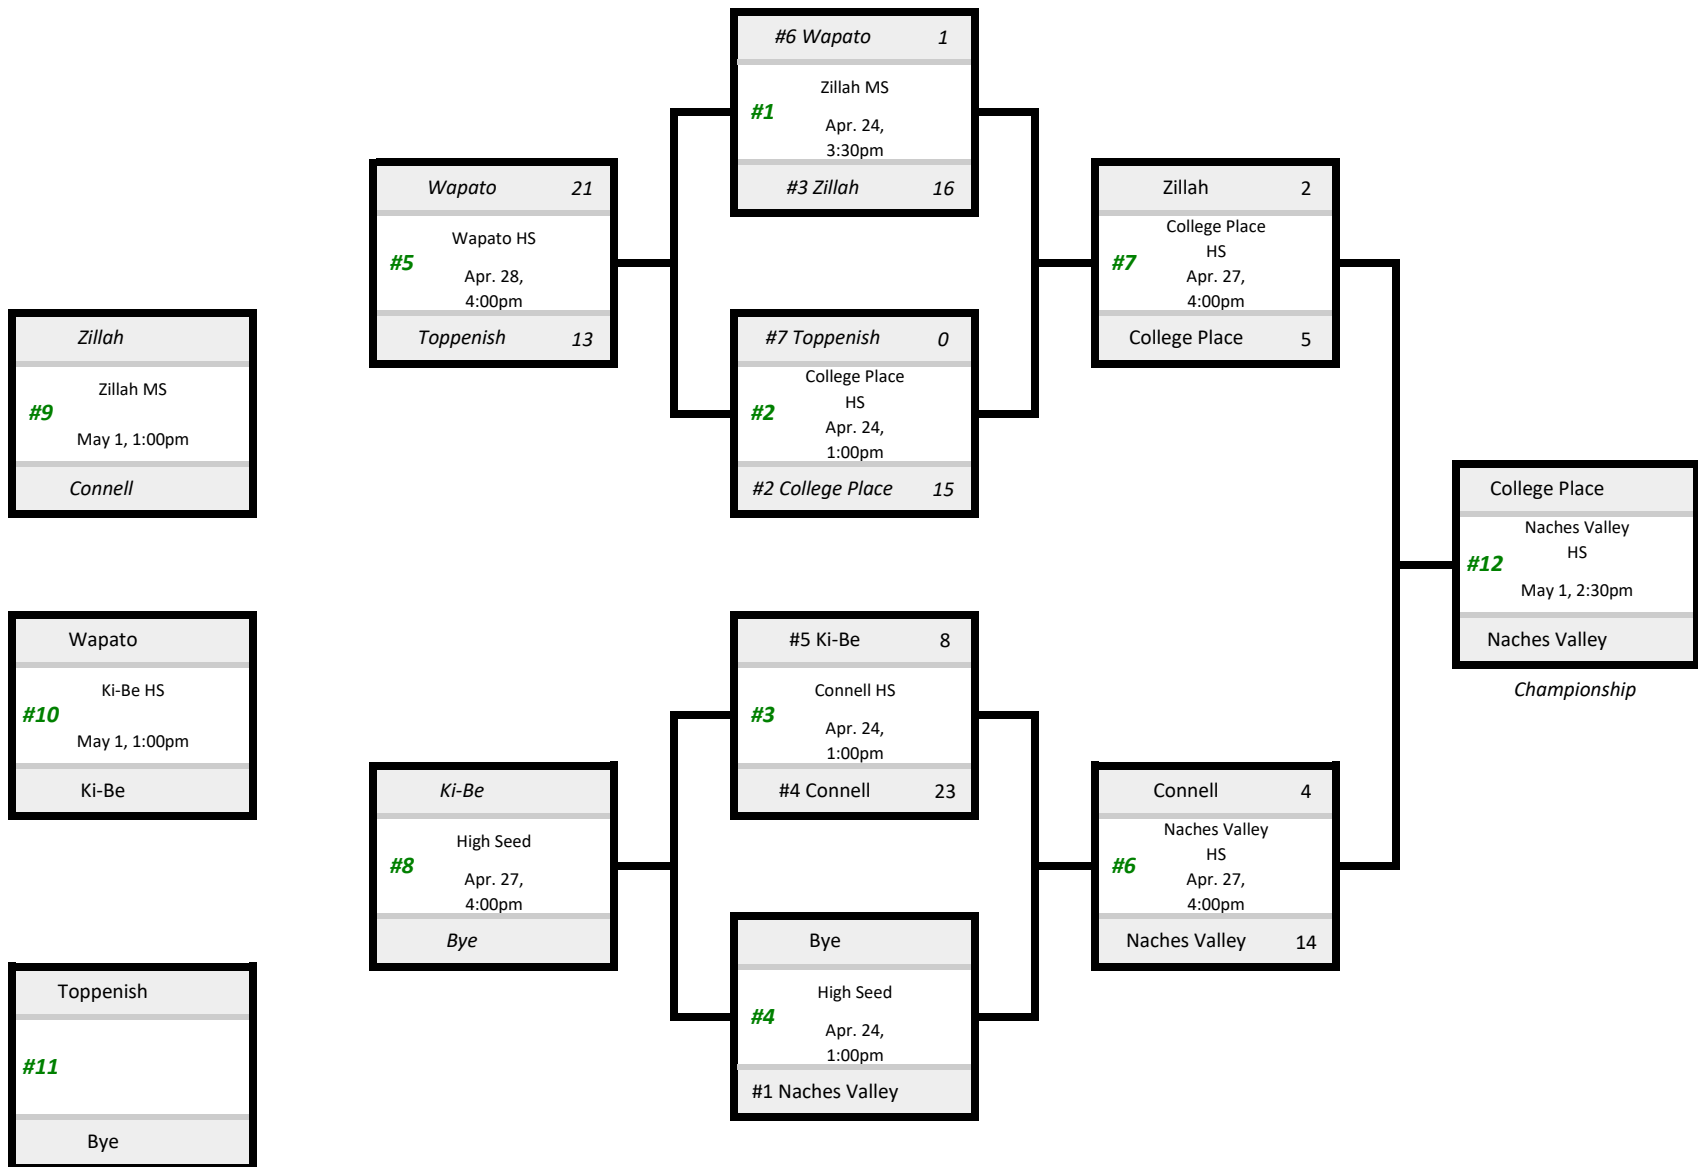 #6 Wapato 1
Zillah MS
#1
Apr. 24,
3:30pm
#3 Zillah 16
Wapato 21
Wapato HS
#5
Apr. 28,
4:00pm
Toppenish 13
Zillah 2
College Place
HS
#7
Apr. 27,
4:00pm
College Place 5
Zillah
Zillah MS
#9
May 1, 1:00pm
Connell
#7 Toppenish 0
College Place
HS
#2
Apr. 24,
1:00pm
#2 College Place 15
College Place
Naches Valley
HS
#12
May 1, 2:30pm
Naches Valley
Championship
Wapato
Ki-Be HS
#10
May 1, 1:00pm
Ki-Be
#5 Ki-Be 8
Connell HS
#3
Apr. 24,
1:00pm
#4 Connell 23
Ki-Be
High Seed
#8
Apr. 27,
4:00pm
Bye
Connell 4
Naches Valley
HS
#6
Apr. 27,
4:00pm
Naches Valley 14
Bye
High Seed
#4
Apr. 24,
1:00pm
#1 Naches Valley
Toppenish
#11
Bye